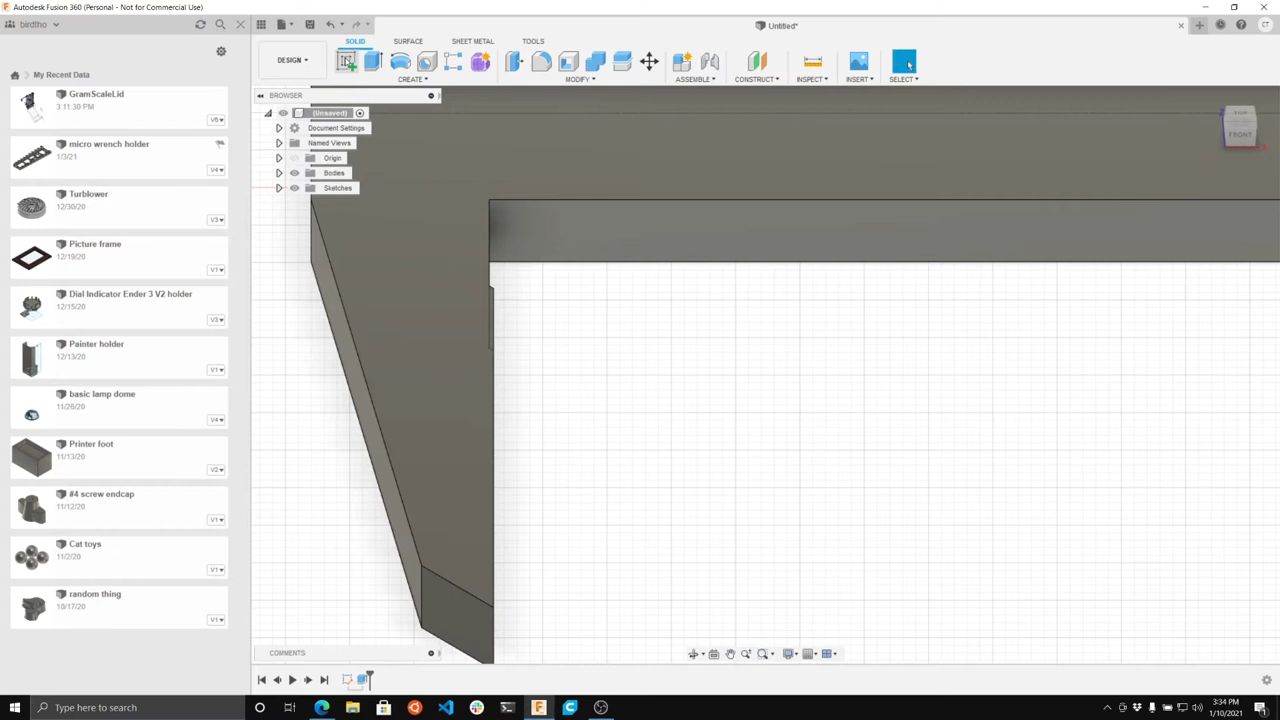 Autodesk Fusion 360 (Personal - Not for Commercial Use)
birdtho
Untitled*
CT
SOLID
SURFACE
SHEET METAL
TOOLS
DESIGN
CREATE
MODIFY
ASSEMBLE
CONSTRUCT
INSPECT
INSERT
SELECT
My Recent Data
GramScaleLid
3:11:30 PM
V6
micro wrench holder
1/3/21
V4
Turblower
12/30/20
V3
Picture frame
12/19/20
V1
Dial Indicator Ender 3 V2 holder
12/15/20
V3
Painter holder
12/13/20
V1
basic lamp dome
11/26/20
V4
Printer foot
11/13/20
V2
#4 screw endcap
11/12/20
V1
Cat toys
11/2/20
V1
random thing
10/17/20
V1
BROWSER
(Unsaved)
Document Settings
Named Views
Origin
Bodies
Sketches
TOP
FRONT
COMMENTS
Type here to search
3:34 PM
1/10/2021